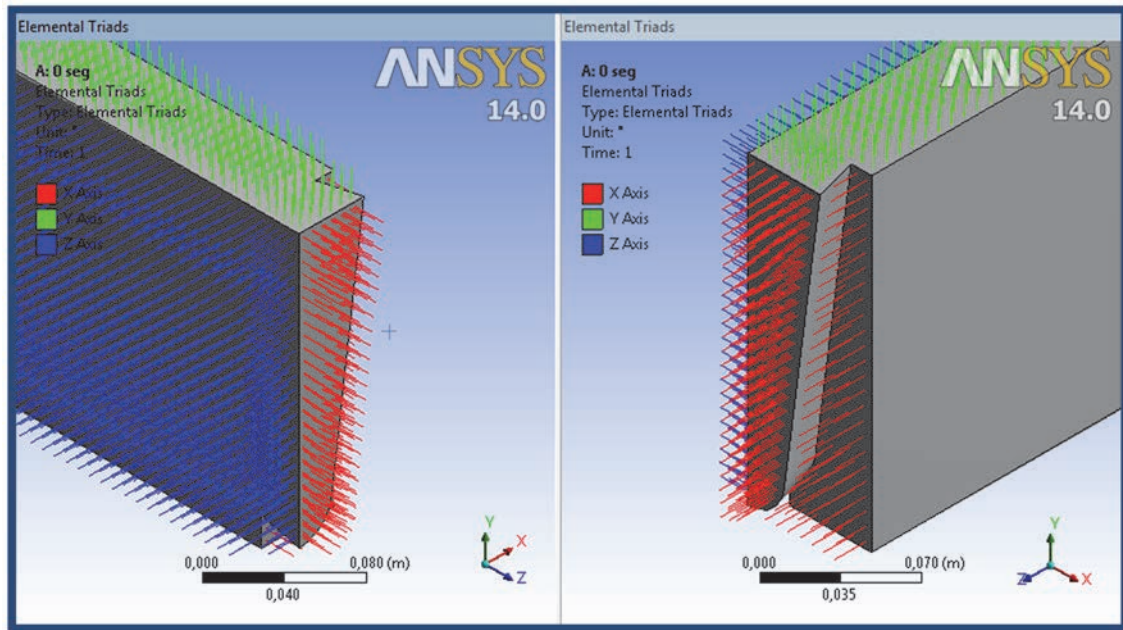 Elemental Triads
A: 0 seg
Elemental Triads
Type: Elemental Triads
Unit: °
Time: 1
X Axis
Y Axis
Z Axis
ANSYS
14.0
0,000
0,080 (m)
0,040
Y
X
Z
Elemental Triads
A: 0 seg
Elemental Triads
Type: Elemental Triads
Unit: °
Time: 1
X Axis
Y Axis
Z Axis
ANSYS
14.0
0,000
0,070 (m)
0,035
Y
Z
X